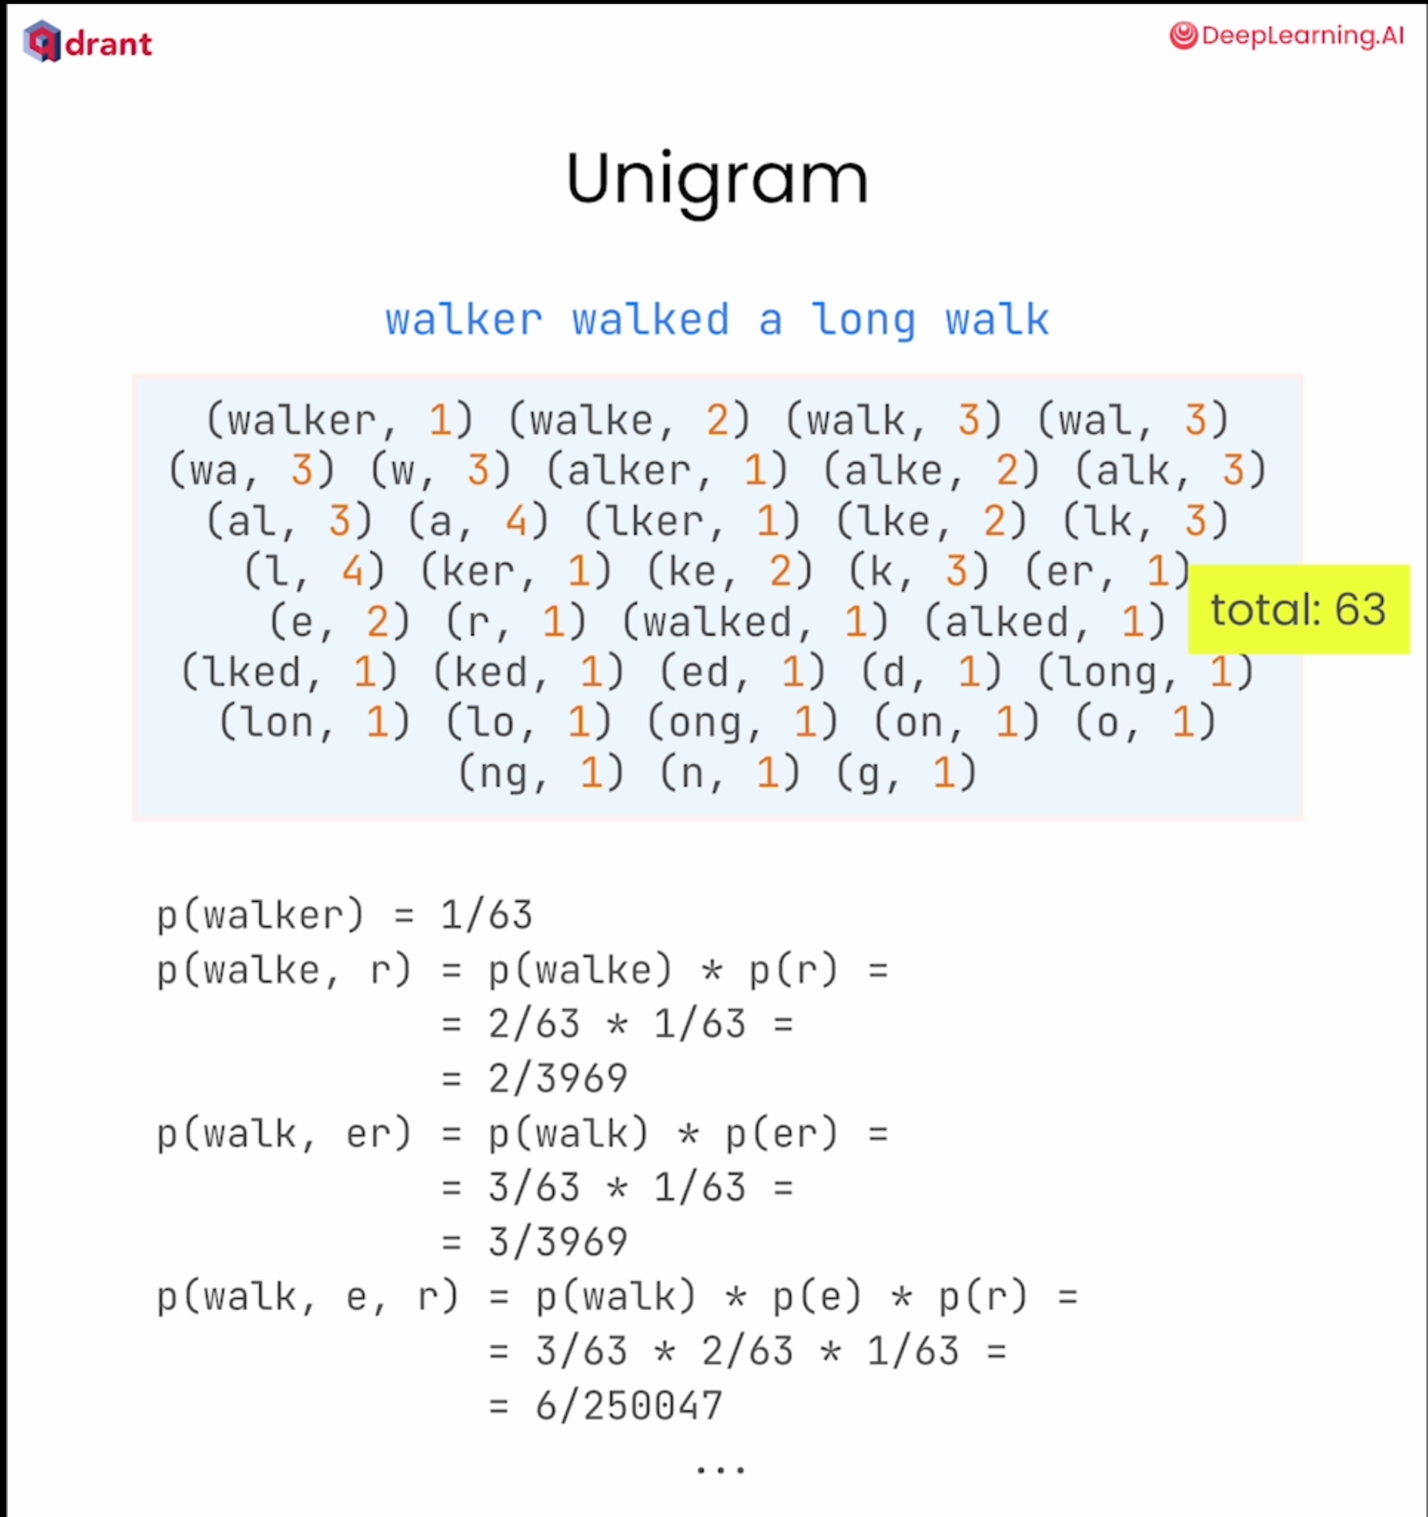 drant
DeepLearning.AI
Unigram
walker walked a long walk
(walker, 1) (walke, 2) (walk, 3) (wal, 3)
(wa, 3) (w, 3) (alker, 1) (alke, 2) (alk, 3)
(al, 3) (a, 4) (lker, 1) (lke, 2) (lk, 3)
(l, 4) (ker, 1) (ke, 2) (k, 3) (er, 1)
total: 63
(e, 2) (r, 1) (walked, 1) (alked, 1)
(lked, 1) (ked, 1) (ed, 1) (d, 1) (long, 1)
(lon, 1) (lo, 1) (ong, 1) (on, 1) (o, 1)
(ng, 1) (n, 1) (g, 1)
p(walker) = 1/63
p(walke, r) = p(walke) * p(r) =
= 2/63 * 1/63 =
= 2/3969
p(walk, er) = p(walk) * p(er) =
= 3/63 * 1/63 =
= 3/3969
p(walk, e, r) = p(walk) * p(e) * p(r) =
= 3/63 * 2/63 * 1/63 =
= 6/250047
...